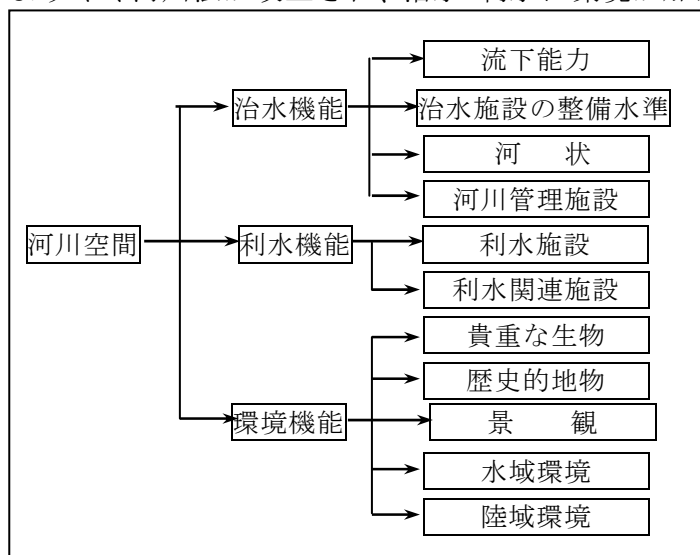 流下能力
治水機能
治水施設の整備水準
河　状
河川管理施設
河川空間
利水機能
利水施設
利水関連施設
貴重な生物
歴史的地物
環境機能
景　観
水域環境
陸域環境